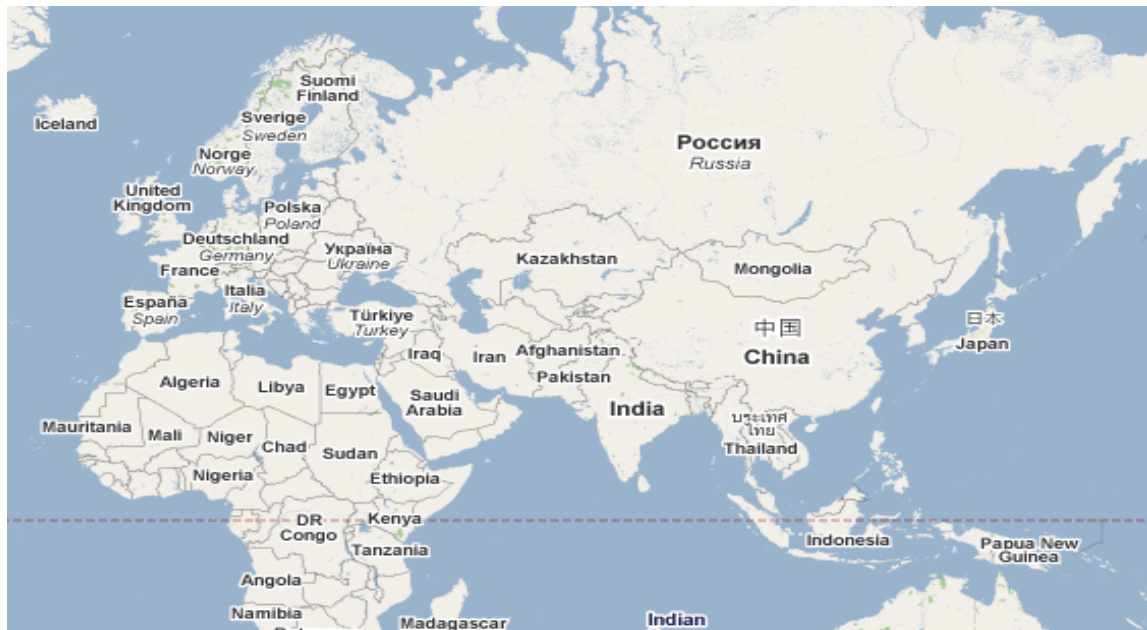 Suomi
Finland
Iceland
Sverige
Sweden
Norge
Norway
Россия
Russia
United
Kingdom
Polska
Poland
Deutschland
Germany
Україна
Ukraine
France
Kazakhstan
Mongolia
Italia
Italy
España
Spain
Türkiye
Turkey
中国
China
日本
Japan
Iraq
Iran
Afghanistan
Pakistan
Algeria
Libya
Egypt
Saudi
Arabia
India
Mauritania
Mali
Niger
Chad
Sudan
ประเทศ
ไทย
Thailand
Nigeria
Ethiopia
DR
Congo
Kenya
Tanzania
Indonesia
Papua New
Guinea
Angola
Namibia
Madagascar
Indian